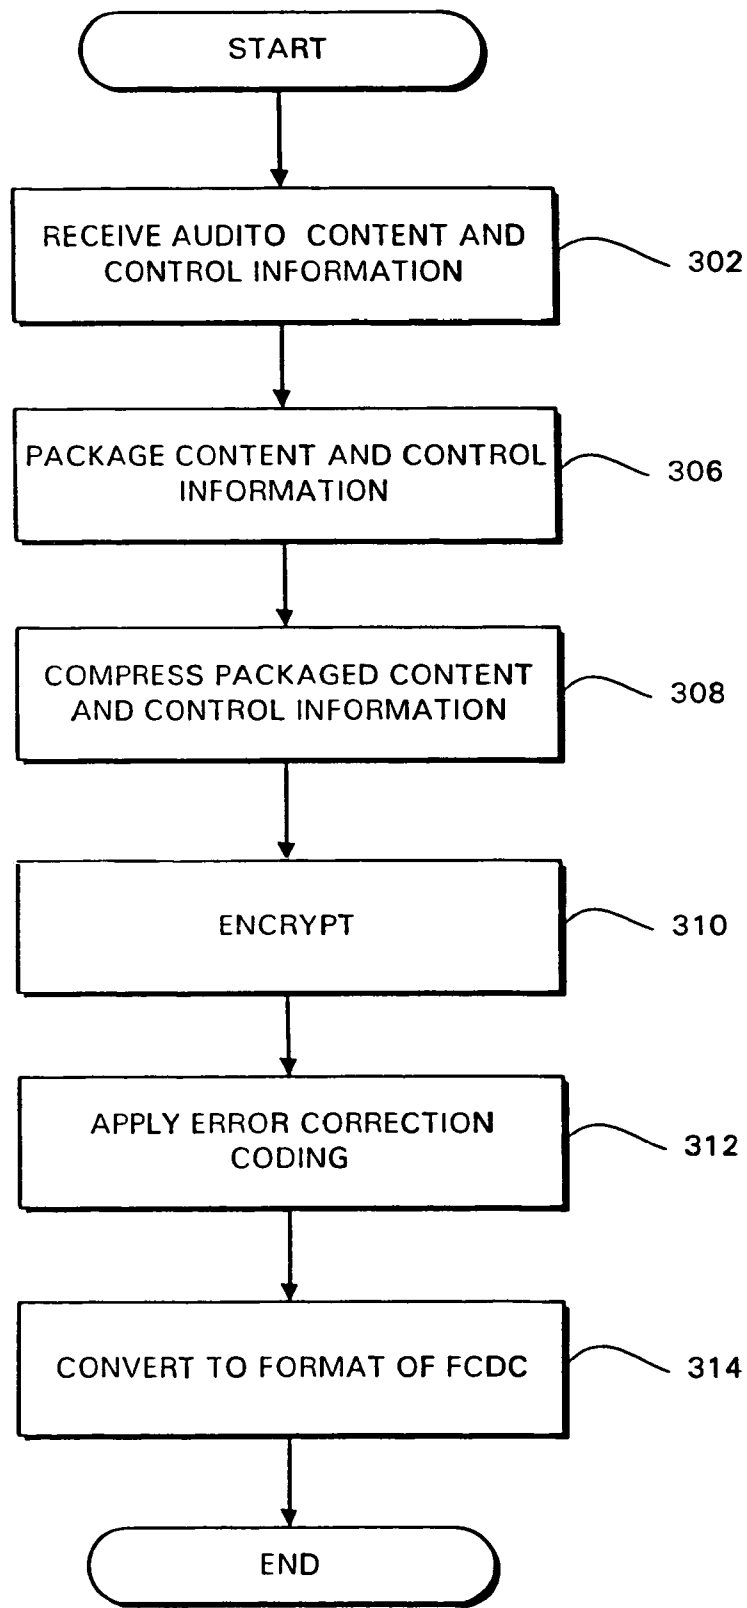 START
RECEIVE AUDITO CONTENT AND
CONTROL INFORMATION
302
PACKAGE CONTENT AND CONTROL
INFORMATION
306
COMPRESS PACKAGED CONTENT
AND CONTROL INFORMATION
308
ENCRYPT
310
APPLY ERROR CORRECTION
CODING
312
CONVERT TO FORMAT OF FCDC
314
END